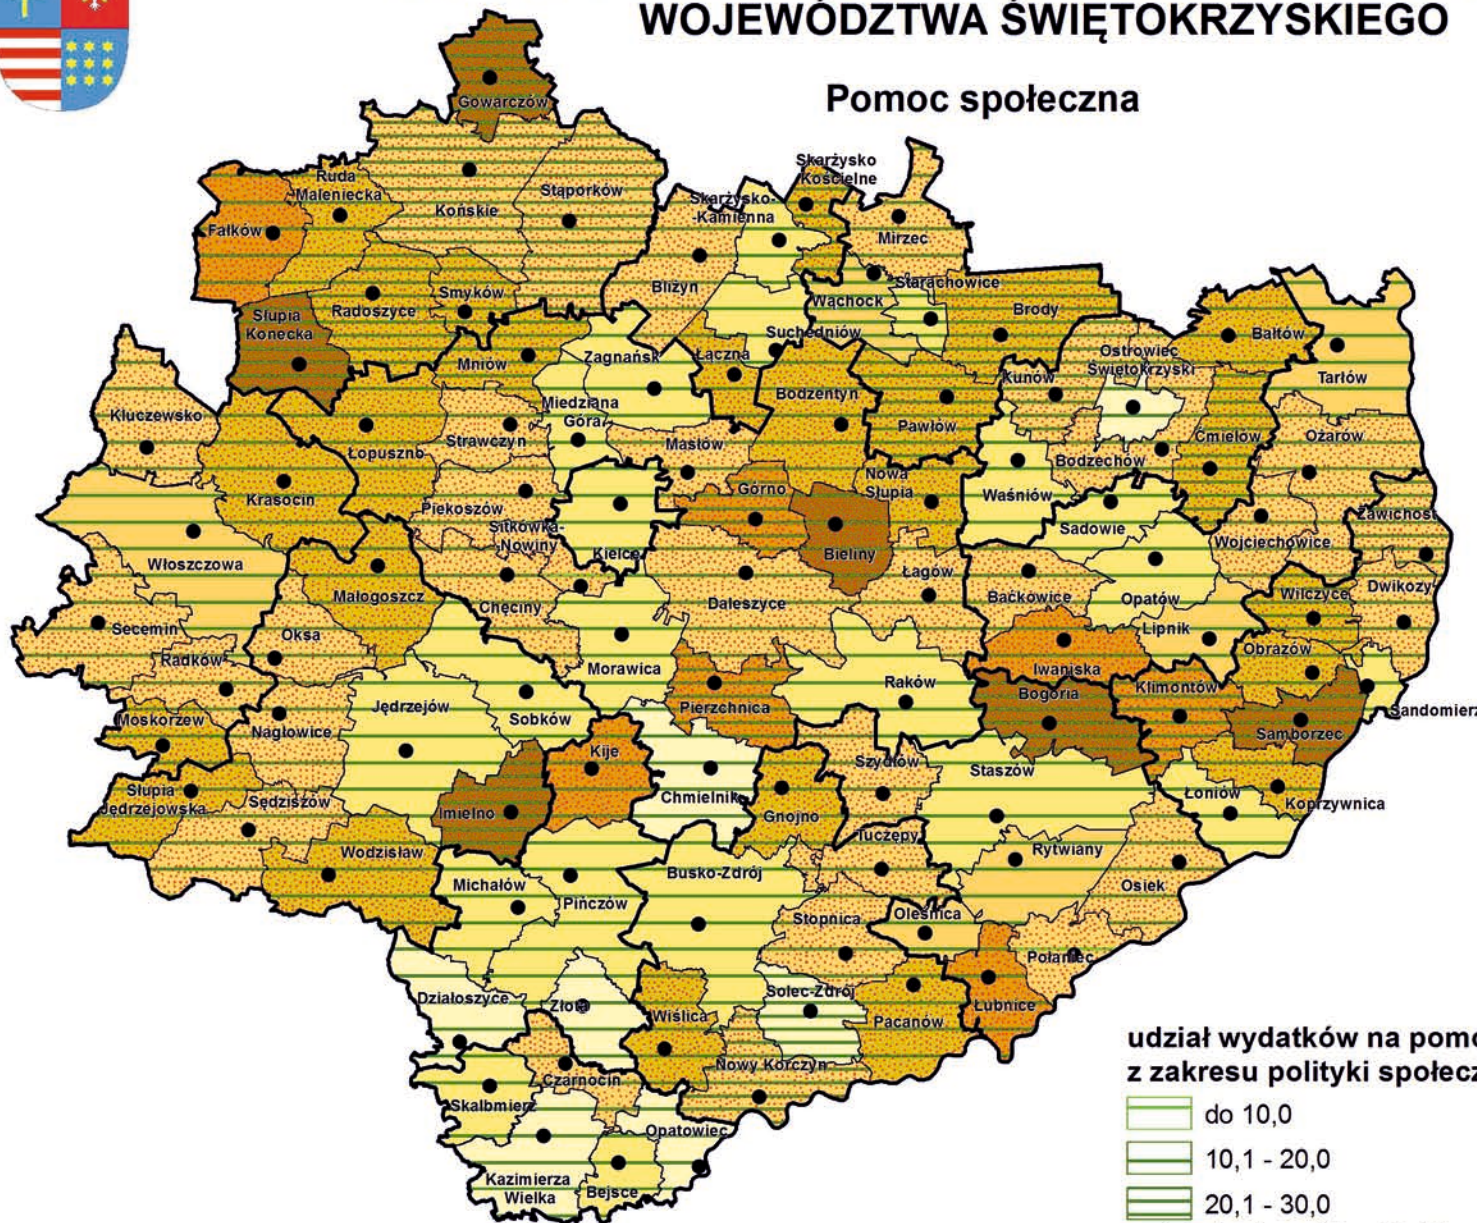 WOJEWÓDZTWA ŚWIĘTOKRZYSKIEGO
Pomoc społeczna
Gowarczów
Skarżysko
Kościelne
Ruda
Maleniecka
Stąporków
Końskie
Skarżysko-
-Kamienna
Mirzec
Fałków
Bliżyn
Starachowice
Smyków
Wąchock
Radoszyce
Brody
Słupia
Konecka
Suchedniów
Bałtów
Mniów
Zagnańsk
Łączna
Ostrowiec
Świętokrzyski
Kunów
Tarłów
Bodzentyn
Miedziana
Góra
Kluczewsko
Pawłów
Strawczyn
Masłów
Ćmielów
Ożarów
Łopuszno
Bodzechów
Krasocin
Górno
Nowa
Słupia
Waśniów
Piekoszów
Zawichost
Sitkówka-
-Nowiny
Sadowie
Wojciechowice
Kielce
Bieliny
Włoszczowa
Łagów
Małogoszcz
Baćkowice
Opatów
Dwikozy
Wilczyce
Chęciny
Daleszyce
Secemin
Oksa
Lipnik
Obrazów
Radków
Morawica
Iwaniska
Raków
Bogoria
Klimontów
Pierzchnica
Jędrzejów
Sobków
Moskorzew
Nagłowice
Sandomierz
Samborzec
Kije
Szydłów
Staszów
Słupia
Jędrzejowska
Sędziszów
Chmielnik
Łoniów
Koprzywnica
Imielno
Gnojno
Tuczępy
Wodzisław
Rytwiany
Busko-Zdrój
Michałów
Osiek
Pińczów
Stopnica
Oleśnica
Połaniec
Działoszyce
Złota
Solec-Zdrój
Łubnice
Wiślica
Pacanów
Nowy Korczyn
Czarnocin
Skalbmierz
Opatowiec
Kazimierza
Wielka
Bejsce
udział wydatków na pomo
z zakresu polityki społecz
do 10,0
10,1 - 20,0
20,1 - 30,0